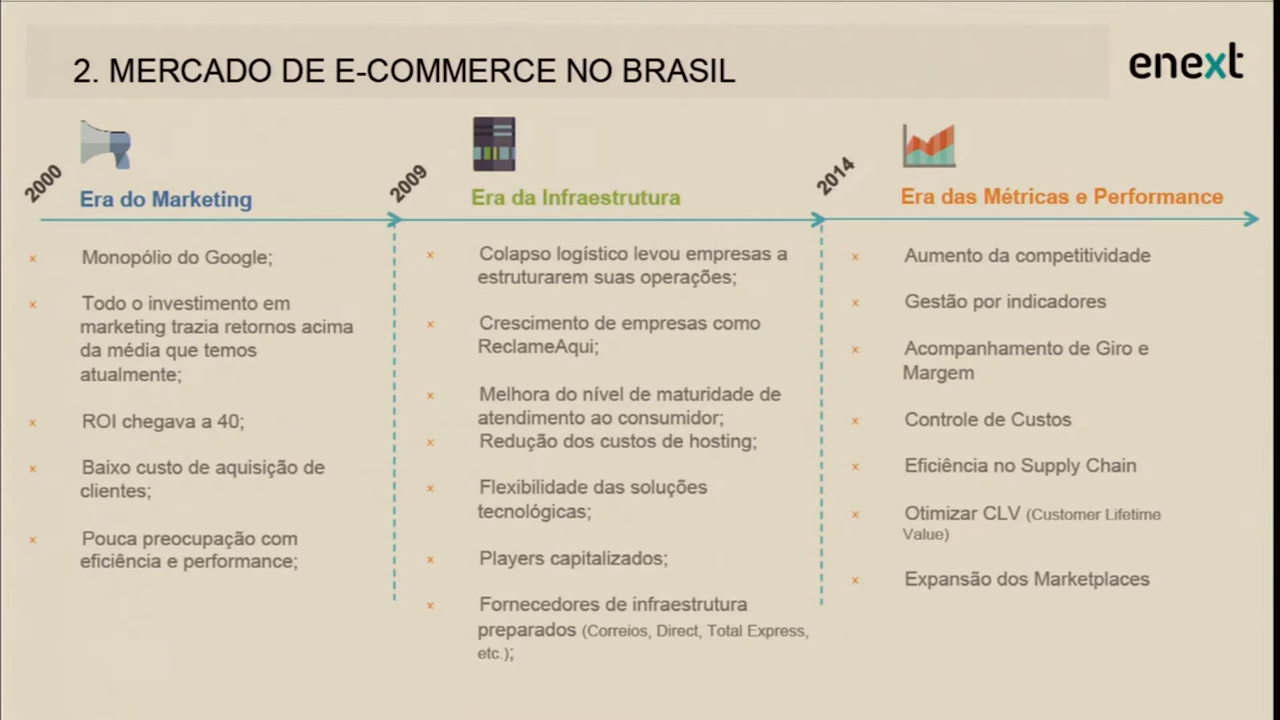 2. MERCADO DE E-COMMERCE NO BRASIL
enext
2000
Era do Marketing
Monopólio do Google;
Todo o investimento em
marketing trazia retornos acima
da média que temos
atualmente;
ROI chegava a 40;
Baixo custo de aquisição de
clientes;
Pouca preocupação com
eficiência e performance;
2009
Era da Infraestrutura
Colapso logístico levou empresas a
estruturarem suas operações;
Crescimento de empresas como
ReclameAqui;
Melhora do nível de maturidade de
atendimento ao consumidor;
Redução dos custos de hosting;
Flexibilidade das soluções
tecnológicas;
Players capitalizados;
Fornecedores de infraestrutura
preparados (Correios, Direct, Total Express,
etc.);
2014
Era das Métricas e Performance
Aumento da competitividade
Gestão por indicadores
Acompanhamento de Giro e
Margem
Controle de Custos
Eficiência no Supply Chain
Otimizar CLV (Customer Lifetime
Value)
Expansão dos Marketplaces